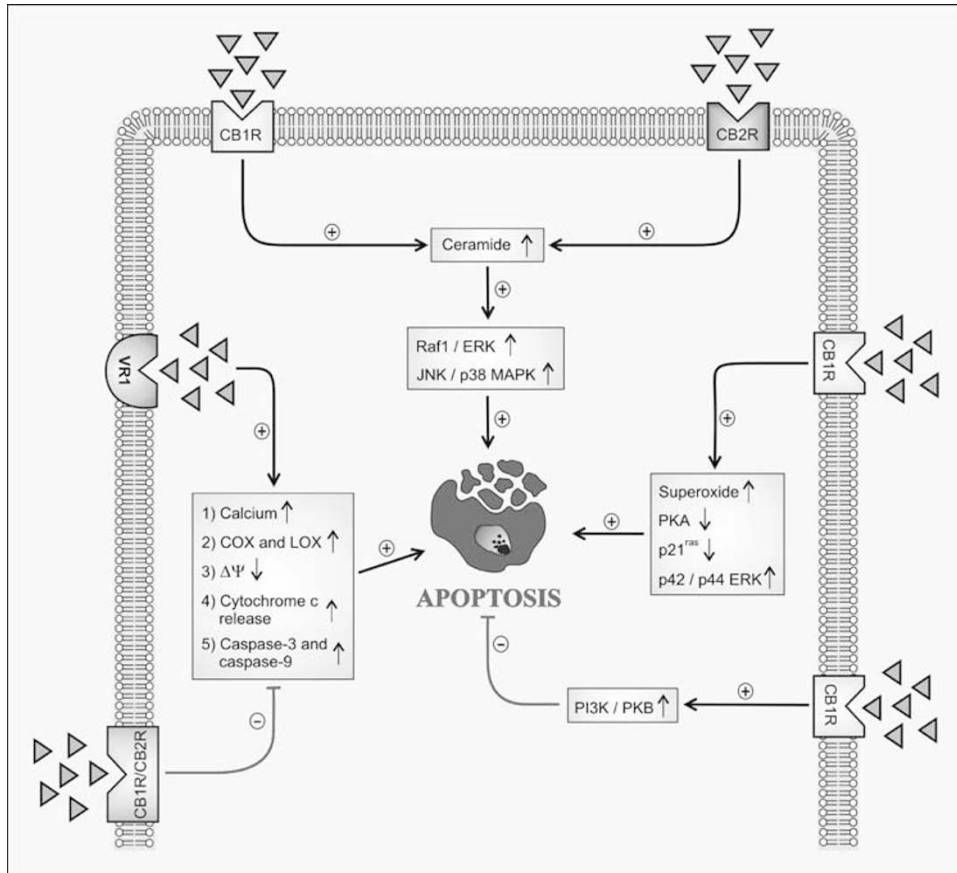 CB1R
CB2R
+
+
Ceramide ↑
+
Raf1 / ERK ↑
JNK / p38 MAPK ↑
VR1
CB1R
+
+
+
1) Calcium ↑
2) COX and LOX ↑
3) ΔΨ ↓
4) Cytochrome c
release ↑
5) Caspase-3 and
caspase-9 ↑
+
APOPTOSIS
+
Superoxide ↑
PKA ↓
p21ras ↓
p42 / p44 ERK ↑
−
−
PI3K / PKB ↑
+
CB1R
CB1R/CB2R